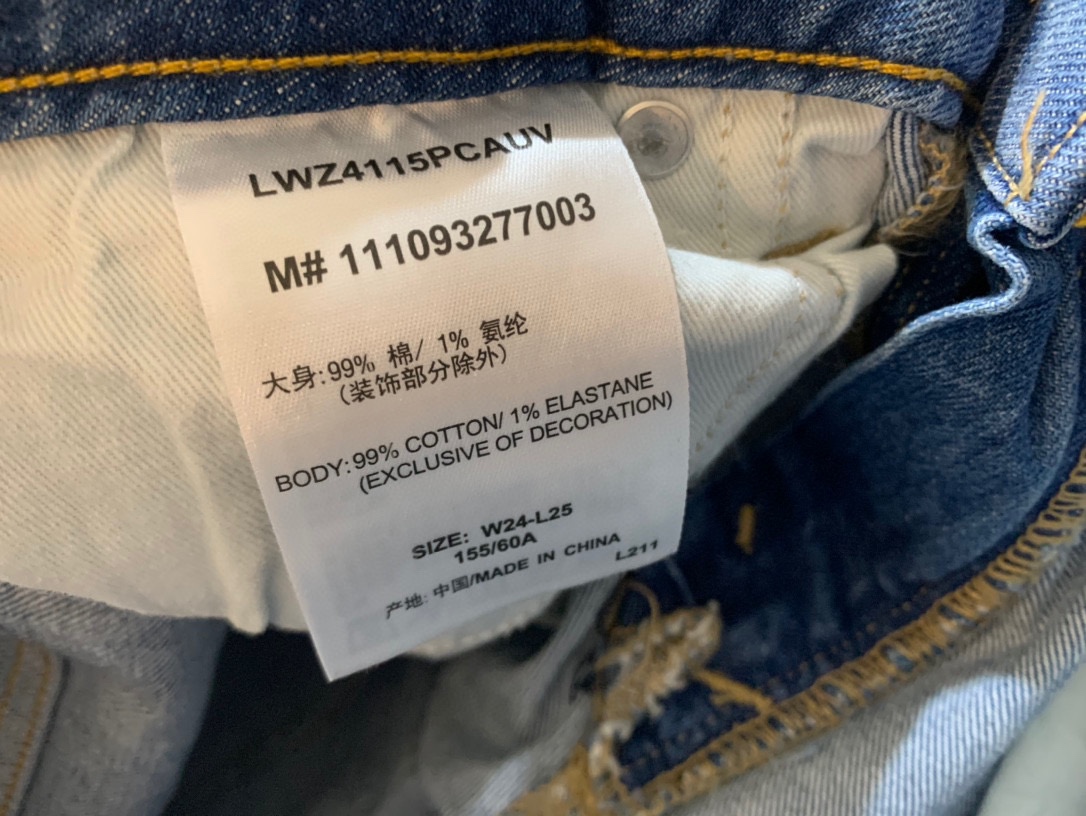 LWZ4115PCAUV
M# 111093277003
大身:99% 棉/ 1% 氨纶
(装饰部分除外)
BODY:99% COTTON/ 1% ELASTANE
(EXCLUSIVE OF DECORATION)
SIZE: W24-L25
155/60A
产地: 中国/MADE IN CHINA
L211